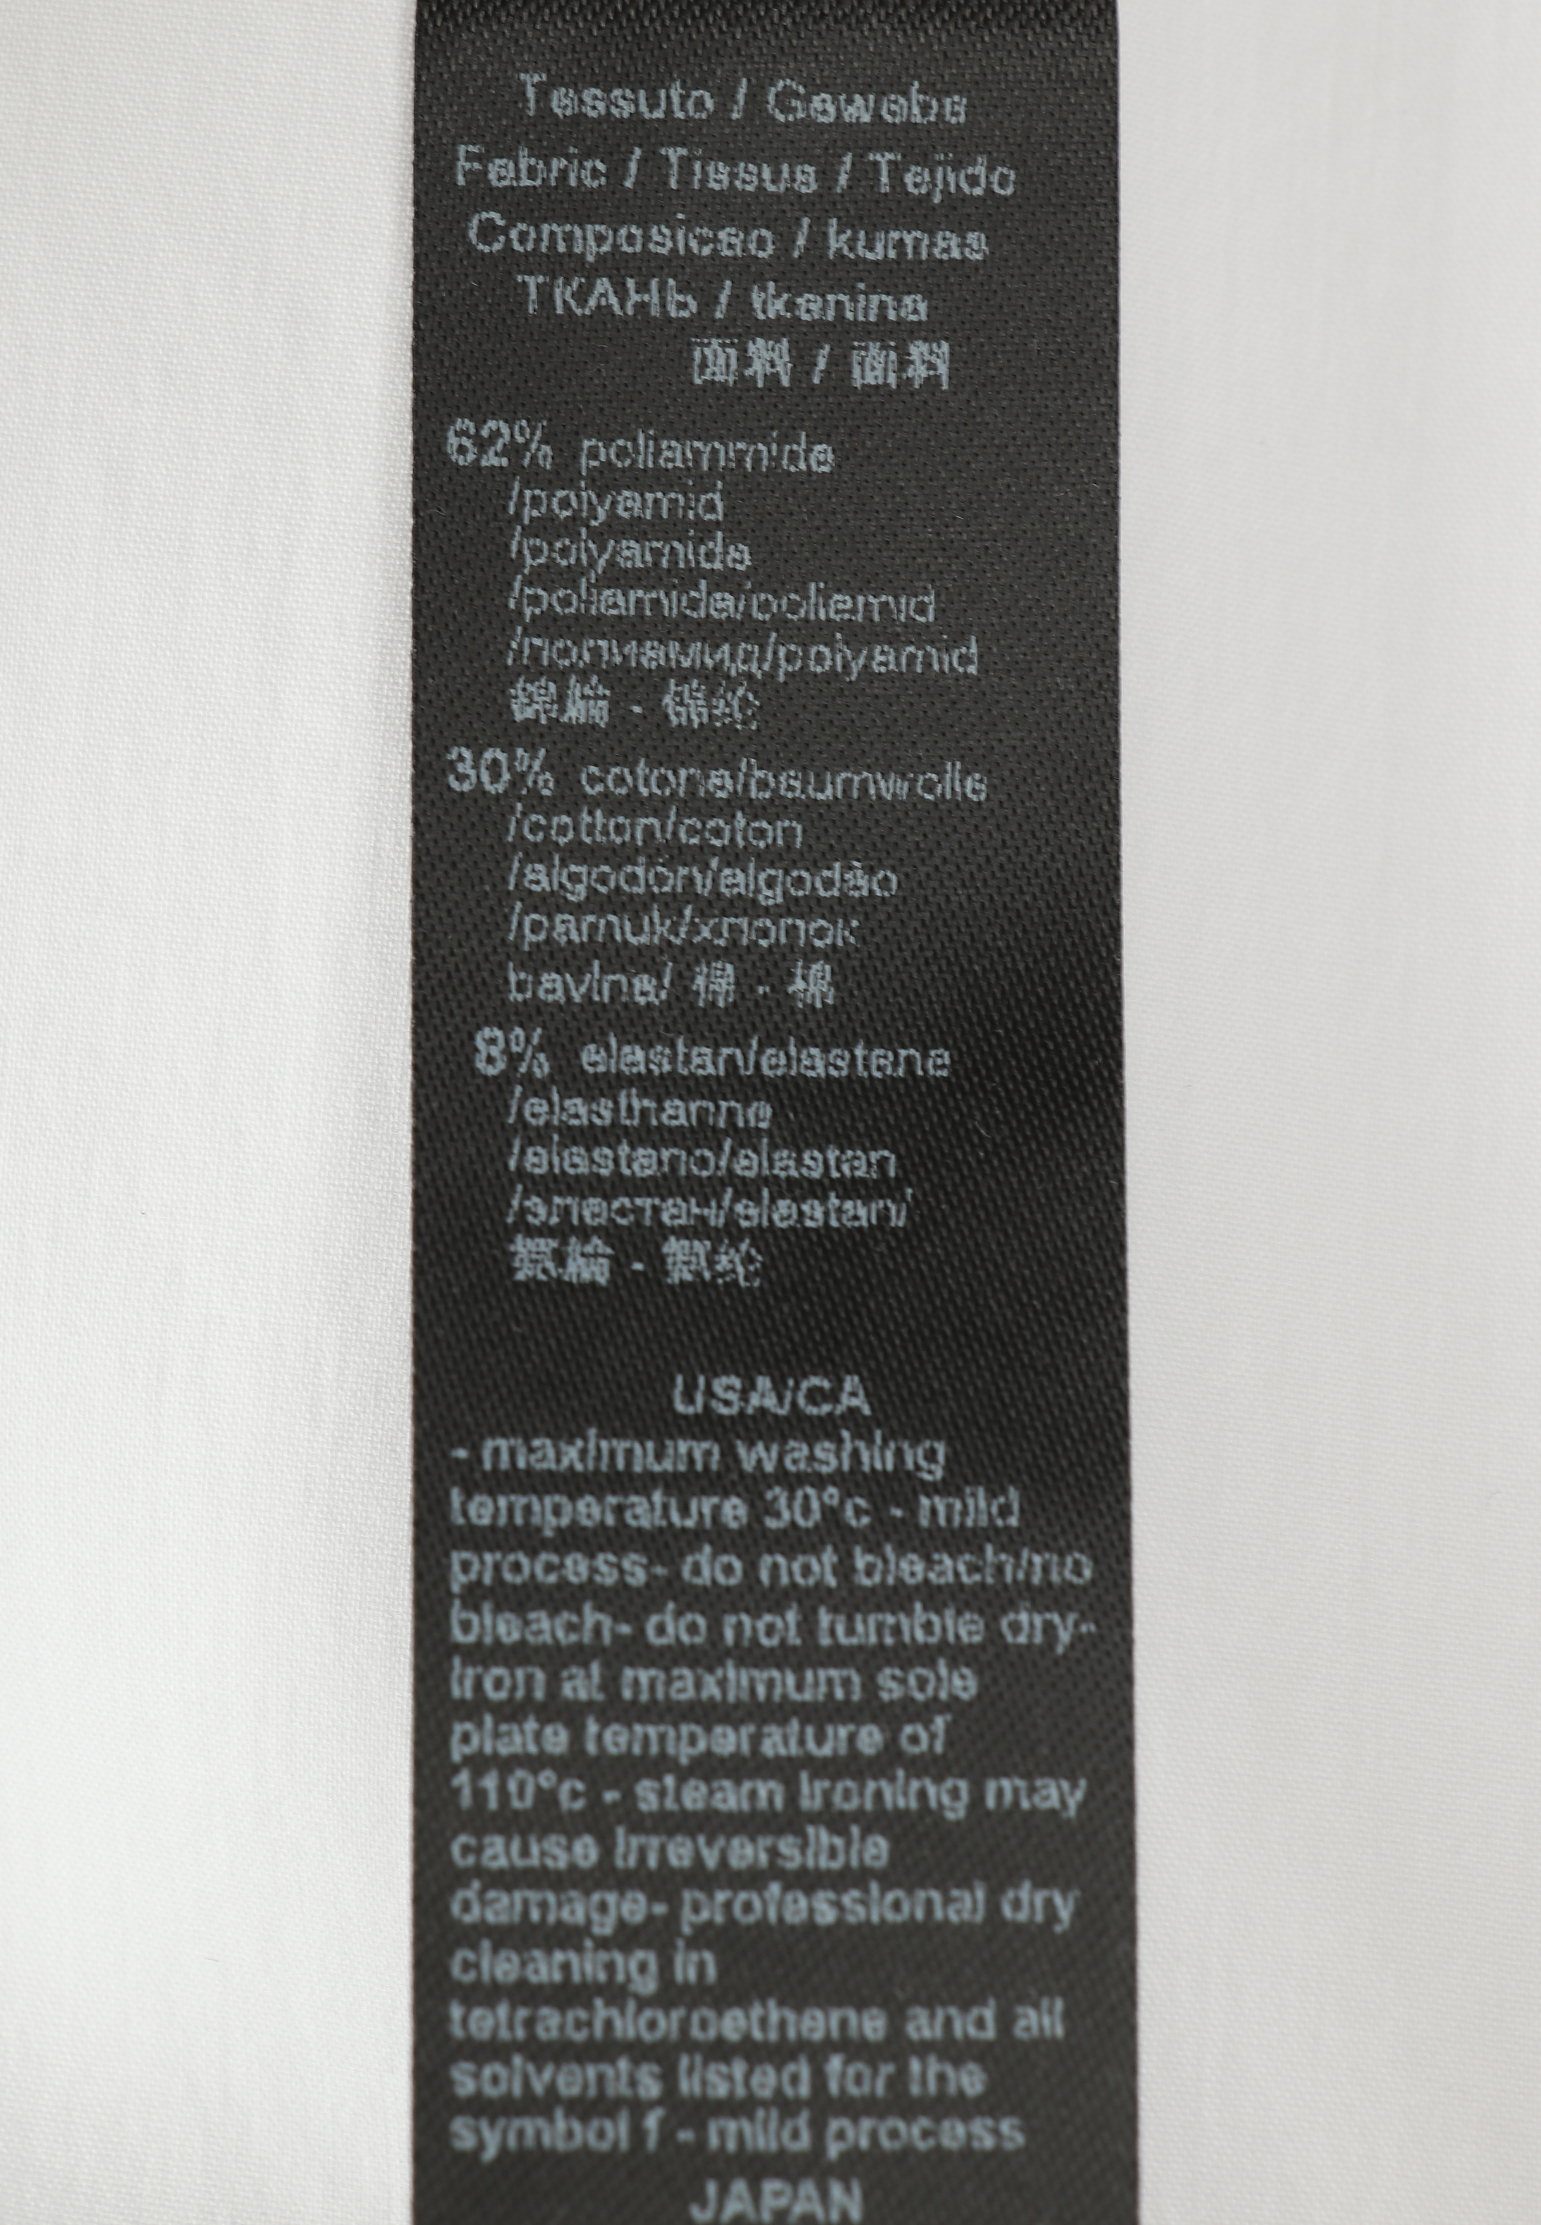 Tessuto / Gewebe
Fabric / Tissus / Tejido
Composicao / kumas
ТКАНЬ / tkanina
面料 / 面料
62% poliammide
/polyamid
/polyamide
/poliamida/poliamid
/полиамид/polyamid
錦綸 - 锦纶
30% cotone/baumwolle
/cotton/coton
/algodón/algodão
/pamuk/хлопок
bavlna/ 棉 - 棉
8% elastan/elastane
/elasthanne
/elastano/elastan
/эластан/elastan/
氨綸 - 氨纶
USA/CA
- maximum washing
temperature 30°c - mild
process- do not bleach/no
bleach- do not tumble dry-
iron at maximum sole
plate temperature of
110°c - steam ironing may
cause irreversible
damage- professional dry
cleaning in
tetrachloroethene and all
solvents listed for the
symbol f - mild process
JAPAN